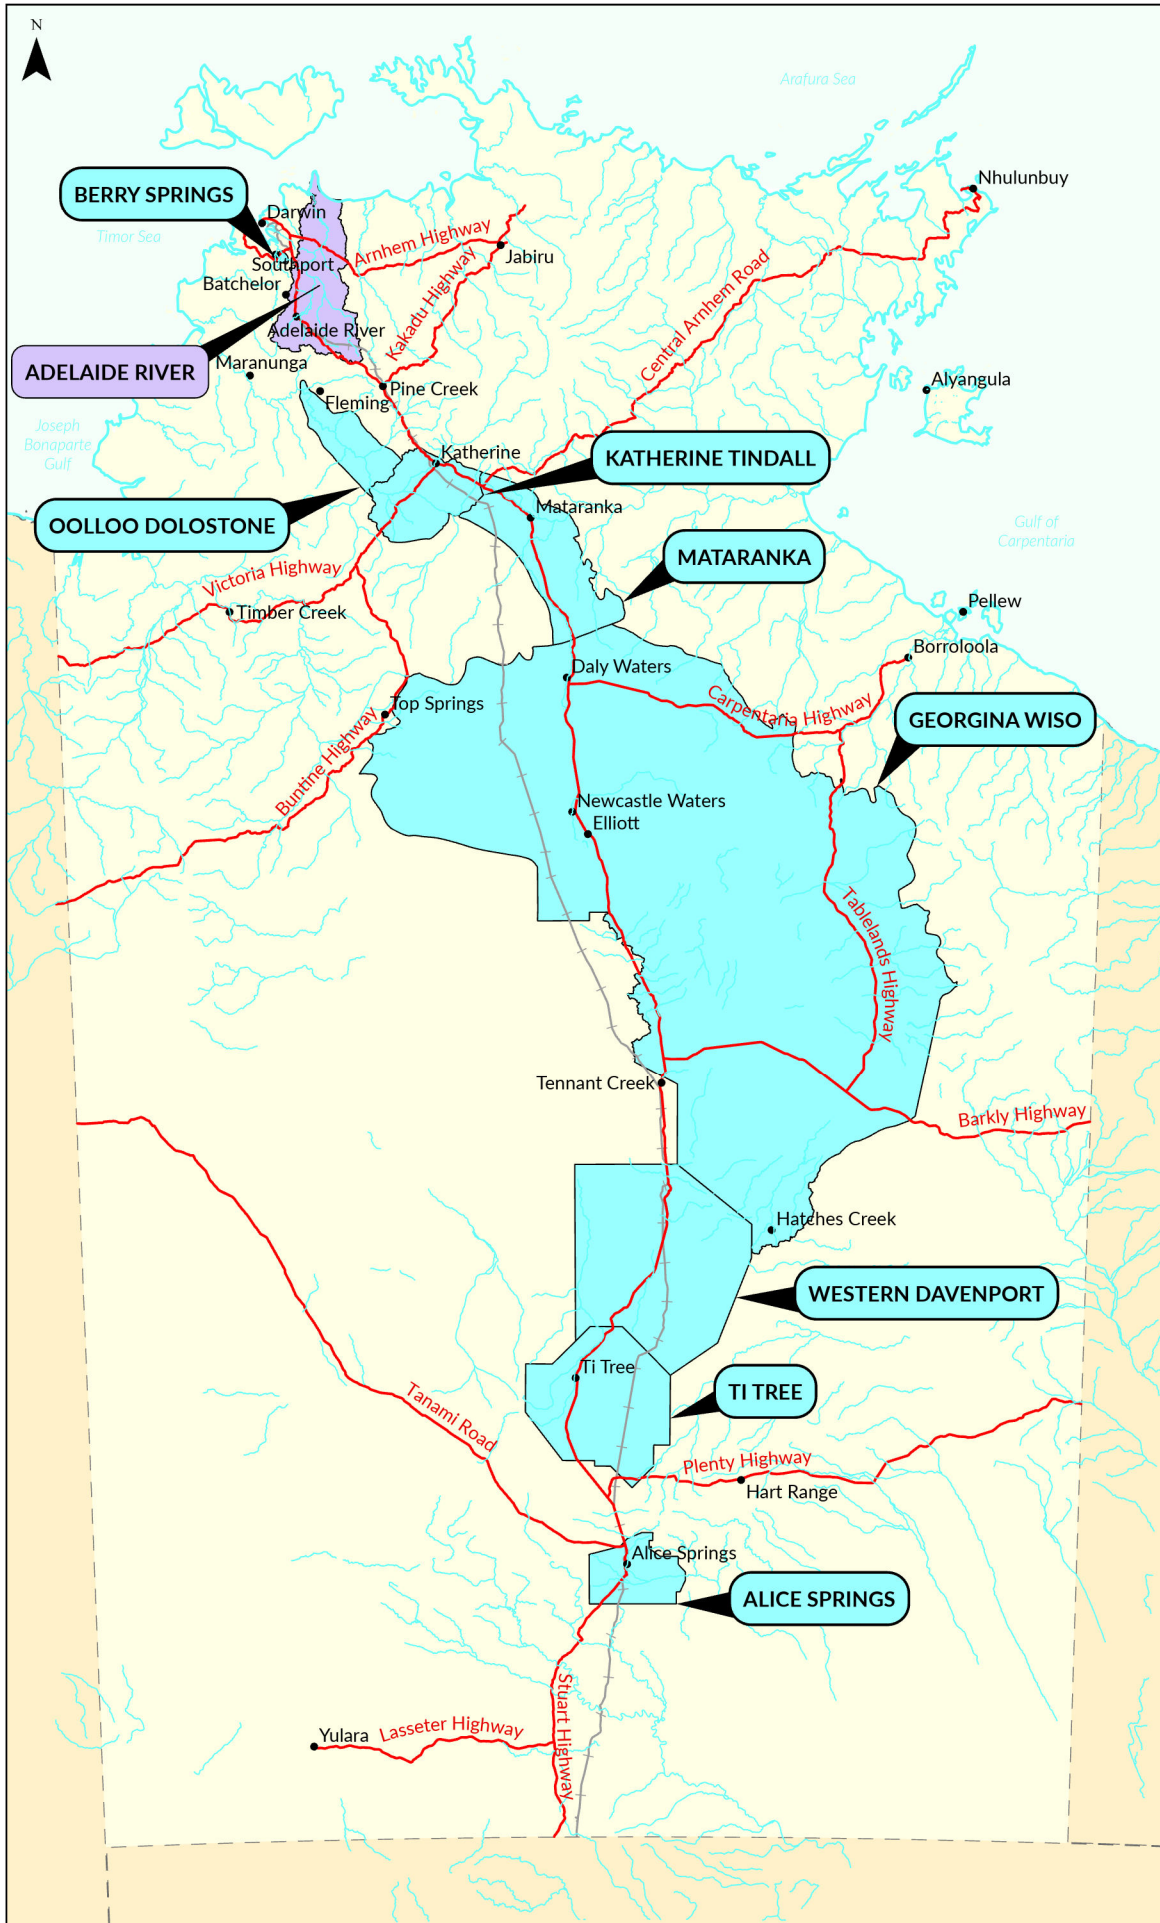 N
Arafura Sea
Nhulunbuy
BERRY SPRINGS
Darwin
Timor Sea
Arnhem Highway
Jabiru
Southport
Batchelor
Kakadu Highway
Central Arnhem Road
Adelaide River
ADELAIDE RIVER
Maranunga
Pine Creek
Fleming
Alyangula
Joseph
Bonaparte
Gulf
Katherine
KATHERINE TINDALL
OOLLOO DOLOSTONE
Mataranka
Gulf of
Carpentaria
MATARANKA
Victoria Highway
Timber Creek
Pellew
Borroloola
Daly Waters
Top Springs
Carpentaria Highway
GEORGINA WISO
Buntine Highway
Newcastle Waters
Elliott
Tablelands Highway
Tennant Creek
Barkly Highway
Hatches Creek
WESTERN DAVENPORT
Ti Tree
TI TREE
Tanami Road
Plenty Highway
Hart Range
Alice Springs
ALICE SPRINGS
Stuart Highway
Yulara
Lasseter Highway